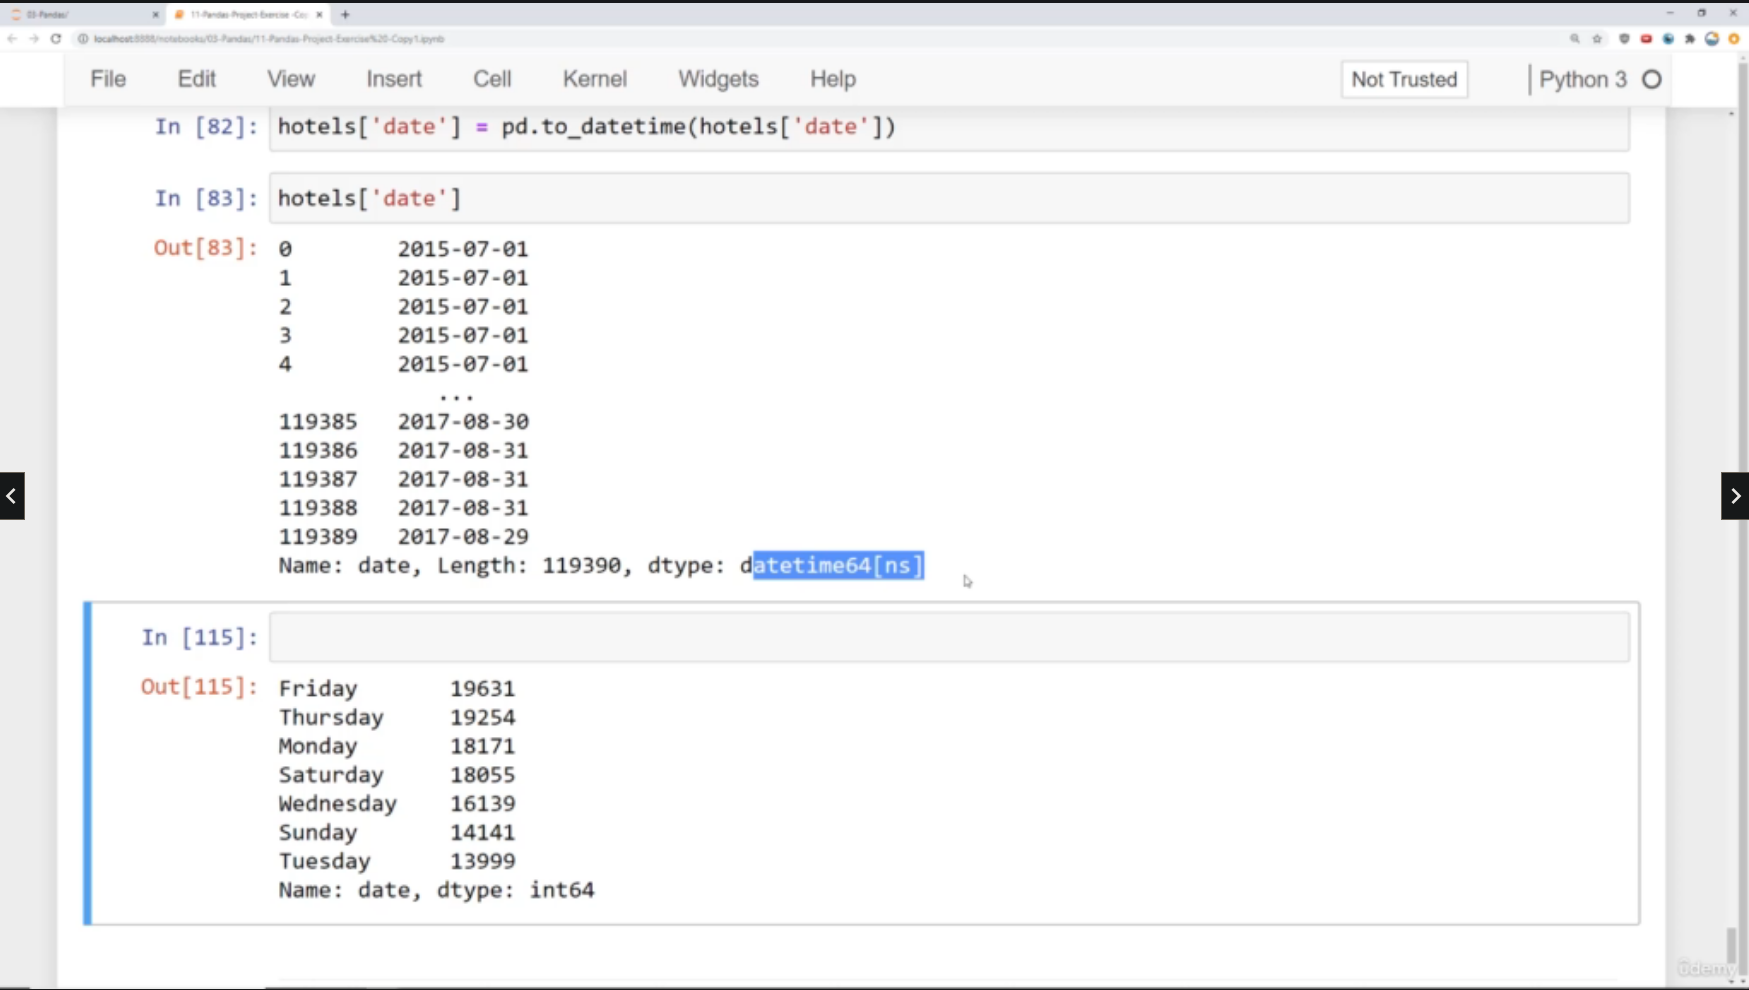 03-Pandas/
11-Pandas-Project-Exercise -Co
localhost:8888/notebooks/03-Pandas/11-Pandas-Project-Exercise%20-Copy1.ipynb
File Edit View Insert Cell Kernel Widgets Help Not Trusted Python 3
In [82]: hotels['date'] = pd.to_datetime(hotels['date'])
In [83]: hotels['date']
Out[83]: 0 2015-07-01
1 2015-07-01
2 2015-07-01
3 2015-07-01
4 2015-07-01
...
119385 2017-08-30
119386 2017-08-31
119387 2017-08-31
119388 2017-08-31
119389 2017-08-29
Name: date, Length: 119390, dtype: datetime64[ns]
In [115]:
Out[115]: Friday 19631
Thursday 19254
Monday 18171
Saturday 18055
Wednesday 16139
Sunday 14141
Tuesday 13999
Name: date, dtype: int64
ûdemy